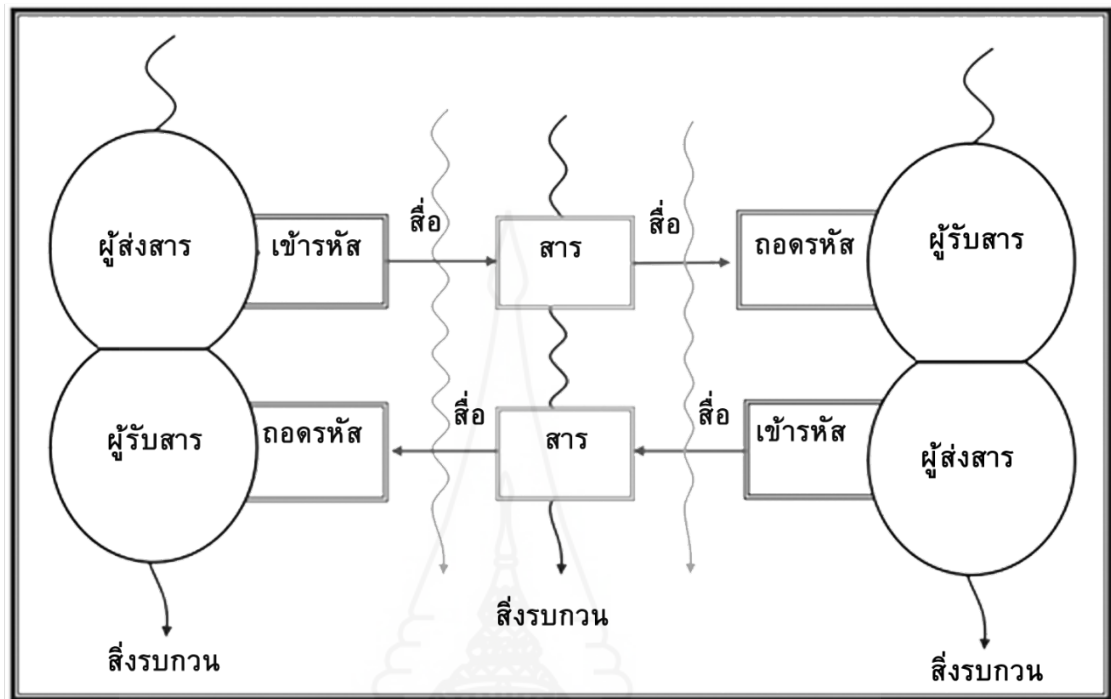 สื่อ
สื่อ
ผู้ส่งสาร
เข้ารหัส
สาร
ถอดรหัส
ผู้รับสาร
สื่อ
สื่อ
ผู้รับสาร
ถอดรหัส
สาร
เข้ารหัส
ผู้ส่งสาร
สิ่งรบกวน
สิ่งรบกวน
สิ่งรบกวน